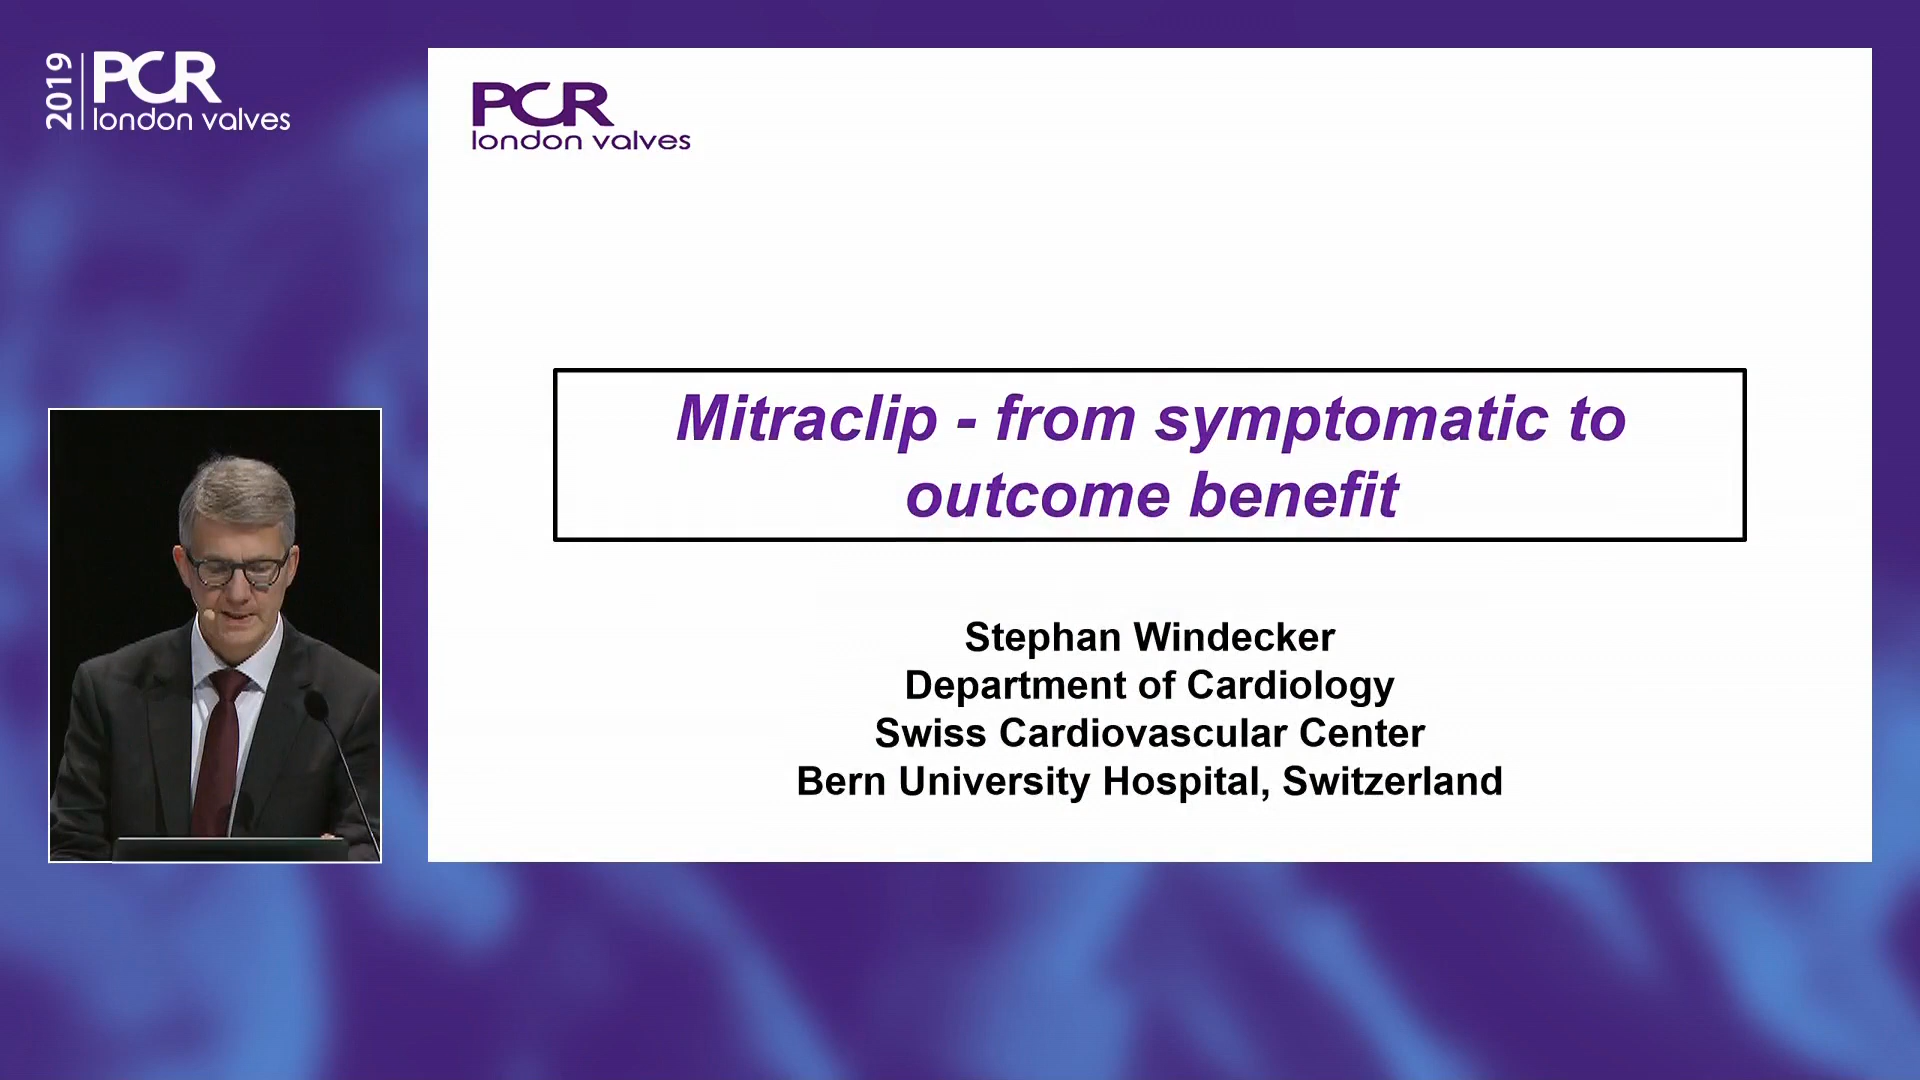 2019
PCR
london valves
PCR
london valves
Mitraclip - from symptomatic to
outcome benefit
Stephan Windecker
Department of Cardiology
Swiss Cardiovascular Center
Bern University Hospital, Switzerland